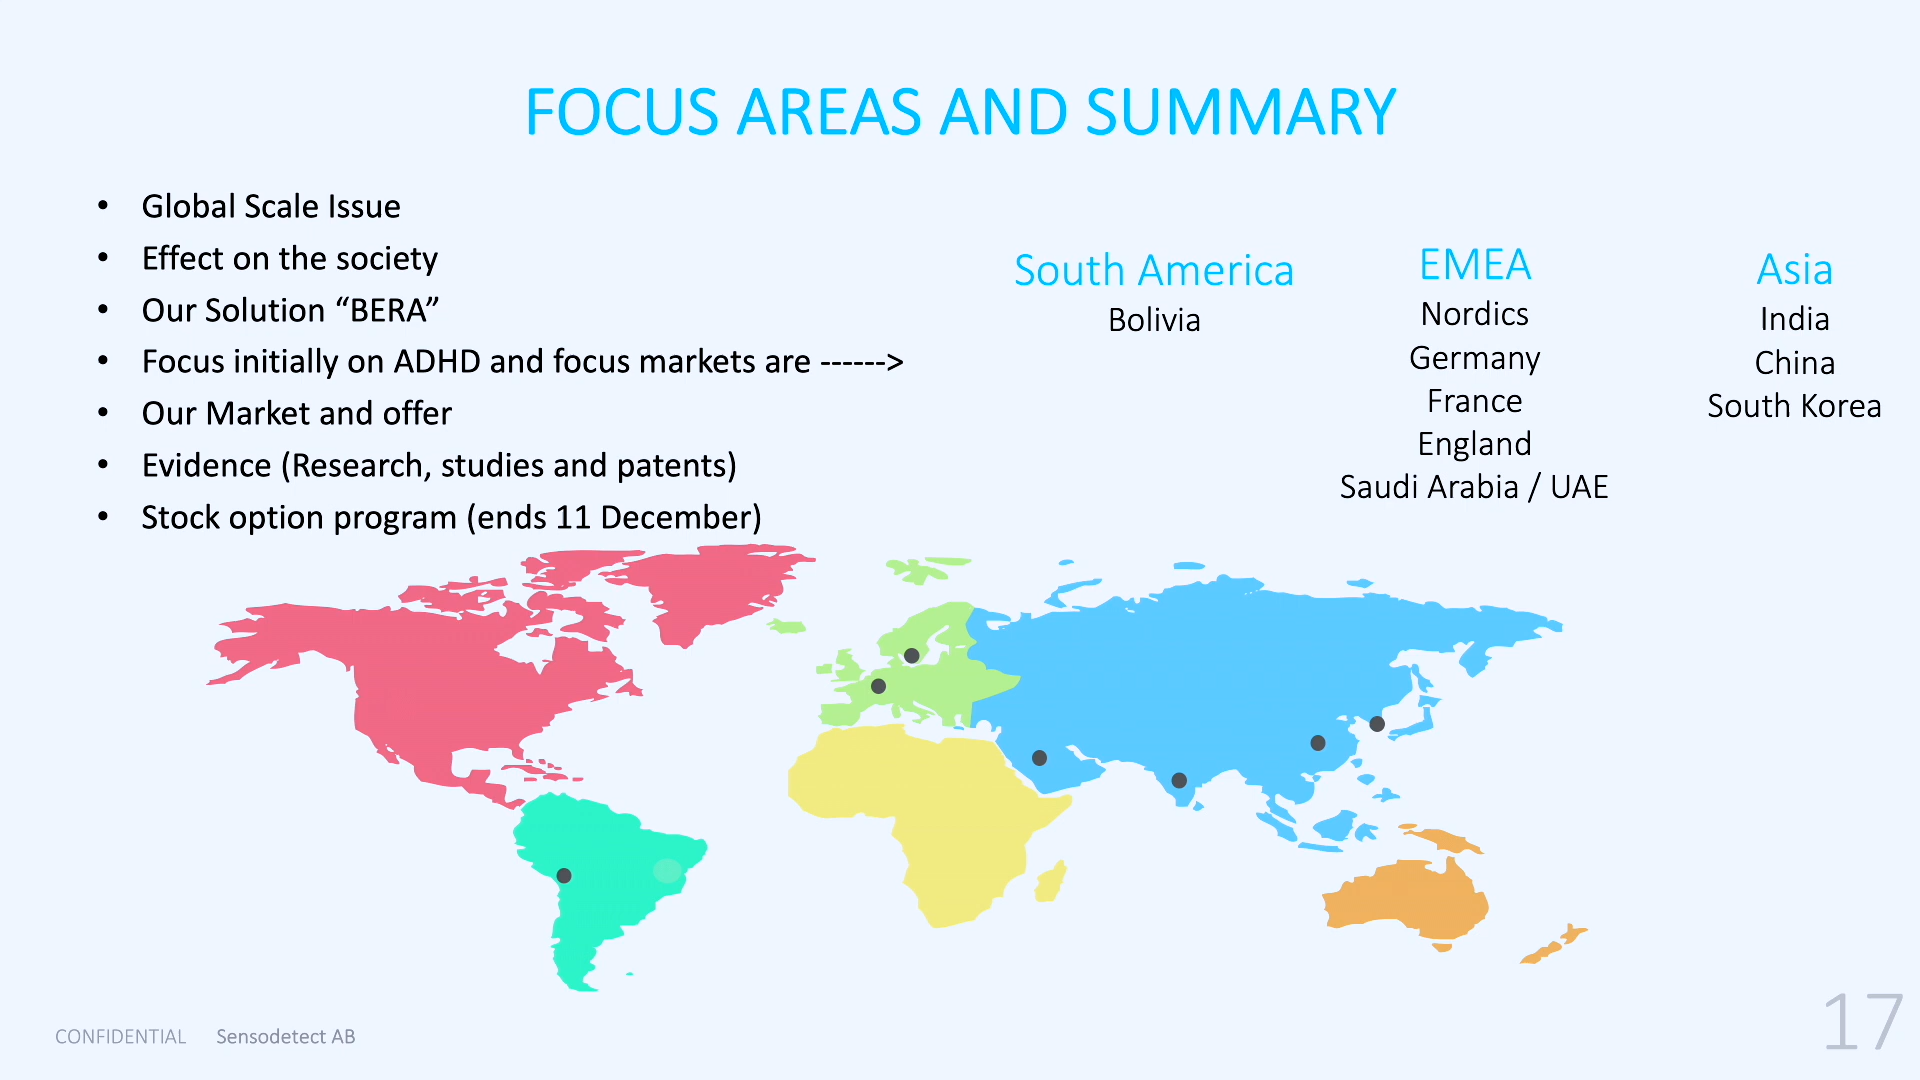 FOCUS AREAS AND SUMMARY
• Global Scale Issue
• Effect on the society
• Our Solution “BERA”
• Focus initially on ADHD and focus markets are ------>
• Our Market and offer
• Evidence (Research, studies and patents)
• Stock option program (ends 11 December)
South America
Bolivia
EMEA
Nordics
Germany
France
England
Saudi Arabia / UAE
Asia
India
China
South Korea
CONFIDENTIAL Sensodetect AB
17